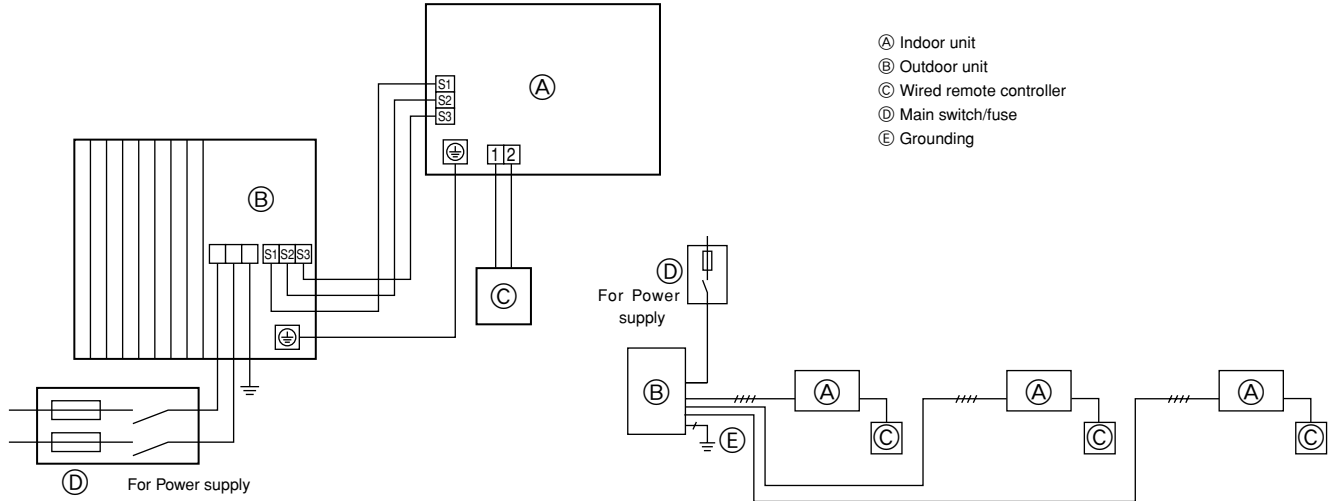 S1
S2
S3
Ⓐ
1 2
Ⓑ
S1 S2 S3
Ⓒ
Ⓓ For Power supply
Ⓐ Indoor unit
Ⓑ Outdoor unit
Ⓒ Wired remote controller
Ⓓ Main switch/fuse
Ⓔ Grounding
Ⓓ
For Power
supply
Ⓑ Ⓐ Ⓐ Ⓐ
Ⓔ Ⓒ Ⓒ Ⓒ